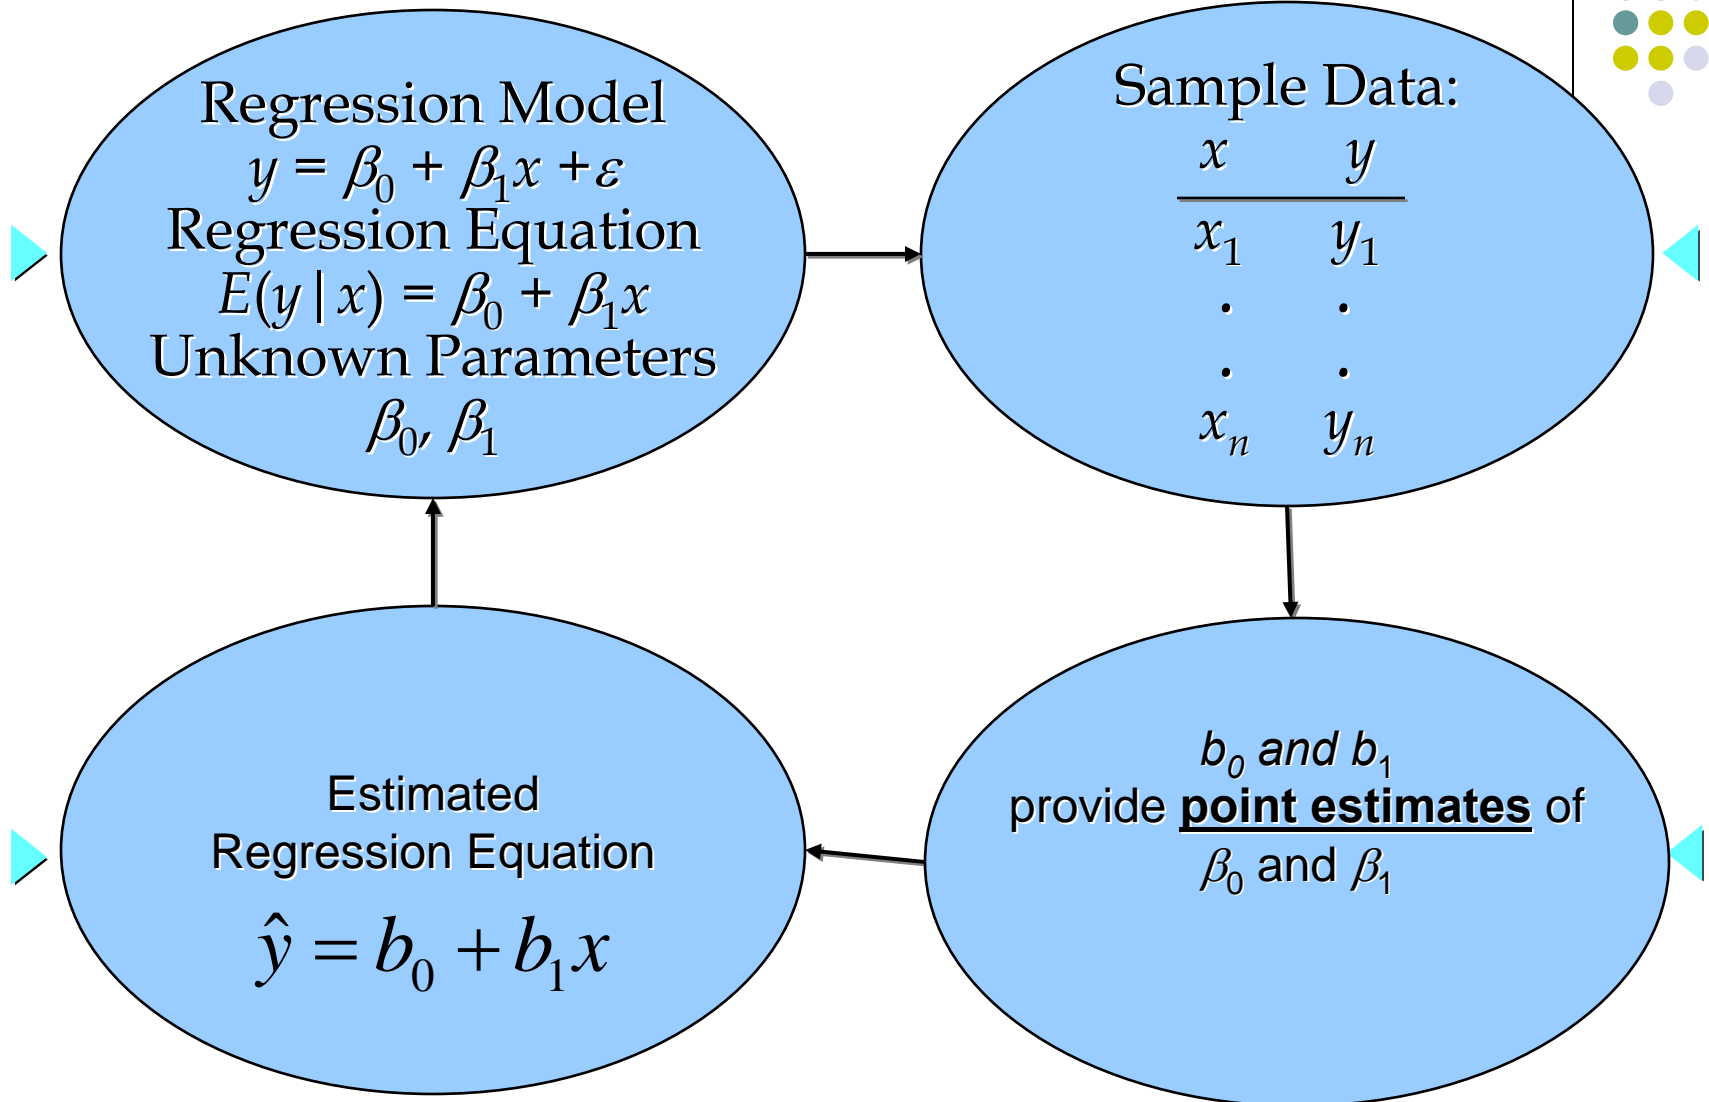 Regression Model
y = β₀ + β₁x +ε
Regression Equation
E(y|x) = β₀ + β₁x
Unknown Parameters
β₀, β₁
Sample Data:
x y
x₁ y₁
. .
. .
xₙ yₙ
b₀ and b₁
provide point estimates of
β₀ and β₁
Estimated
Regression Equation
ŷ = b₀ + b₁x